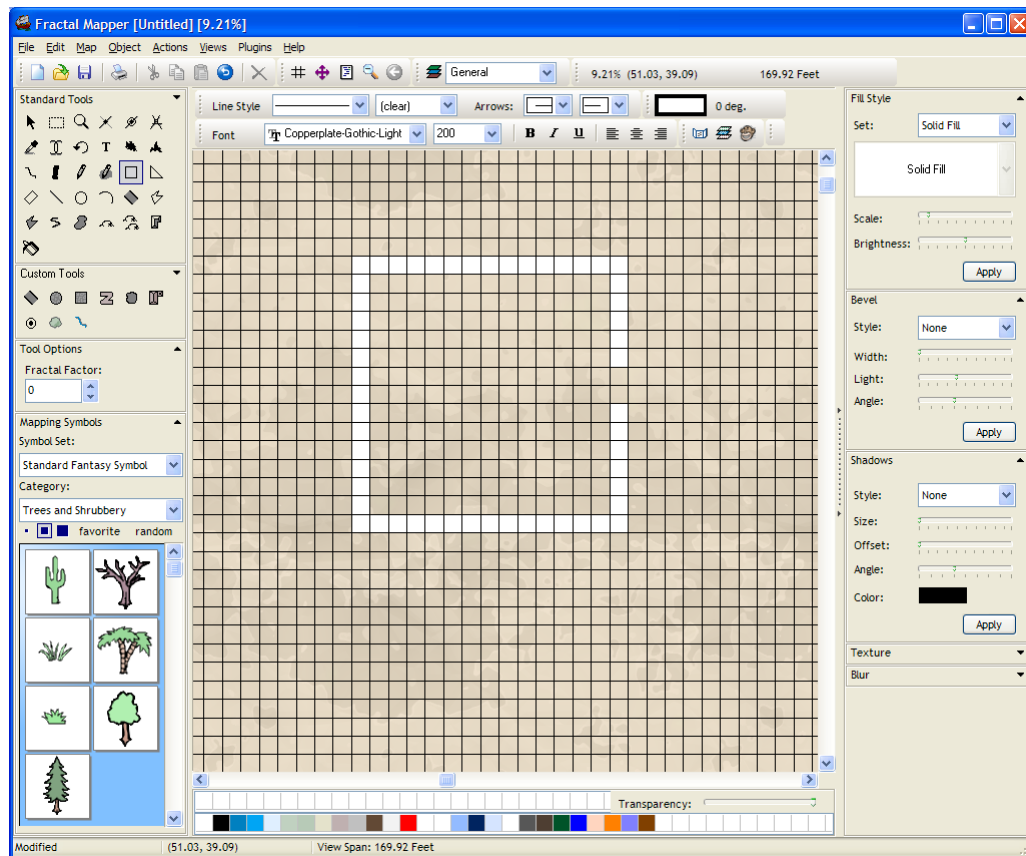 Fractal Mapper [Untitled] [9.21%]
File Edit Map Object Actions Views Plugins Help
General 9.21% (51.03, 39.09) 169.92 Feet
Standard Tools
Line Style (clear) Arrows: 0 deg.
Font Copperplate-Gothic-Light 200 B I U
T
Custom Tools
Tool Options
Fractal Factor:
0
Mapping Symbols
Symbol Set:
Standard Fantasy Symbol
Category:
Trees and Shrubbery
favorite random
Fill Style
Set: Solid Fill
Solid Fill
Scale:
Brightness:
Apply
Bevel
Style: None
Width:
Light:
Angle:
Apply
Shadows
Style: None
Size:
Offset:
Angle:
Color:
Apply
Texture
Blur
Transparency:
Modified (51.03, 39.09) View Span: 169.92 Feet